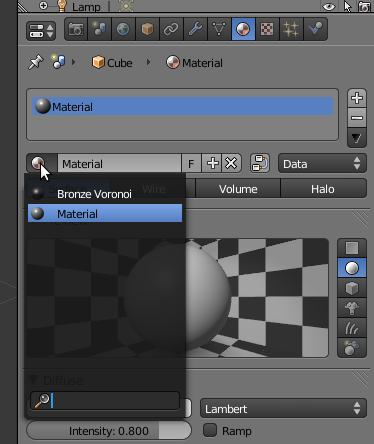 Lamp
Cube
Material
Material
Material
F
Data
Wire
Volume
Halo
Bronze Voronoi
Material
Diffuse
Lambert
Intensity: 0.800
Ramp